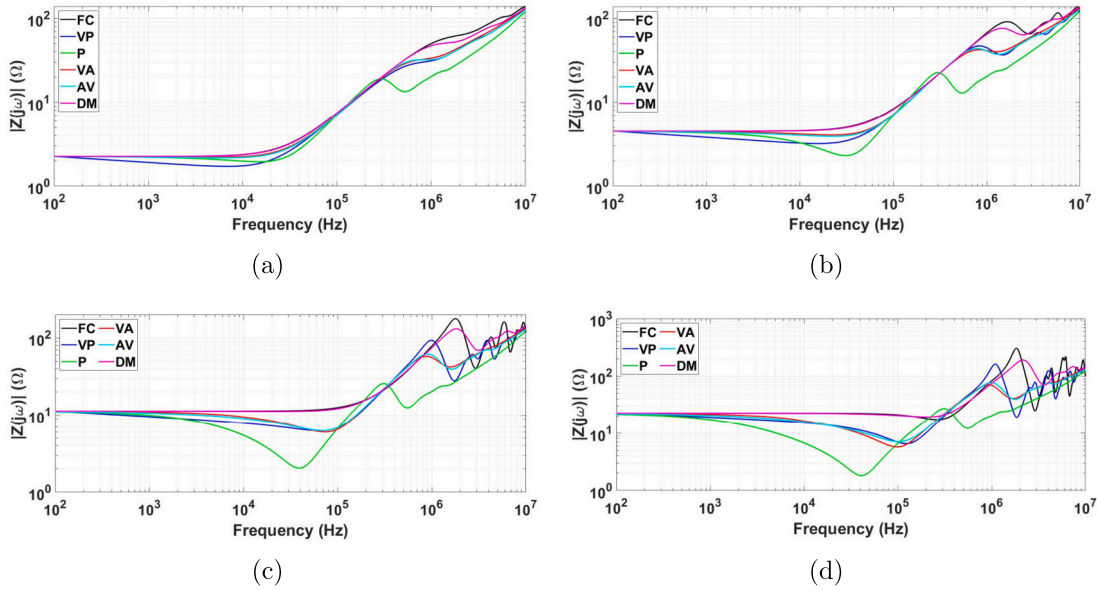 |Z(jω)| (Ω)
10^2
10^1
10^0
FC
VP
P
VA
AV
DM
10^2 10^3 10^4 10^5 10^6 10^7
Frequency (Hz)
(a)
|Z(jω)| (Ω)
10^2
10^1
10^0
FC
VP
P
VA
AV
DM
10^2 10^3 10^4 10^5 10^6 10^7
Frequency (Hz)
(b)
|Z(jω)| (Ω)
10^2
10^1
10^0
FC VA
VP AV
P DM
10^2 10^3 10^4 10^5 10^6 10^7
Frequency (Hz)
(c)
|Z(jω)| (Ω)
10^3
10^2
10^1
10^0
FC VA
VP AV
P DM
10^2 10^3 10^4 10^5 10^6 10^7
Frequency (Hz)
(d)